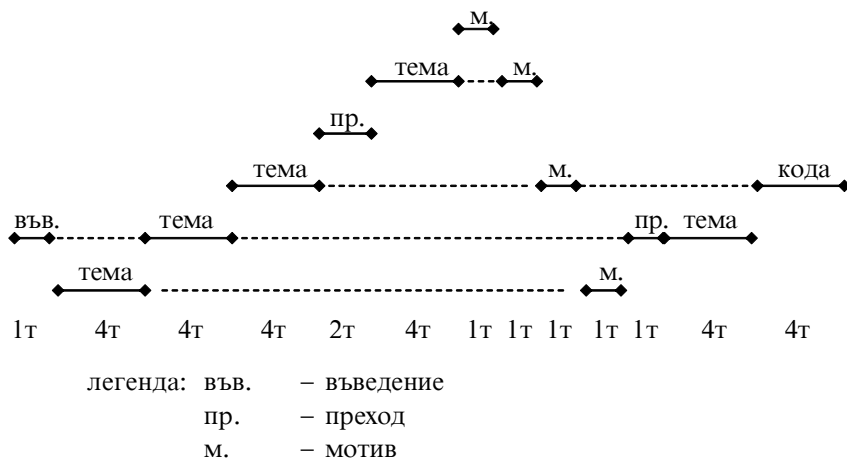 м.
тема м.
пр.
тема м. кода
във. тема пр. тема
тема м.
1т 4т 4т 4т 2т 4т 1т 1т 1т 1т 1т 4т 4т
легенда: във. – въведение
пр. – преход
м. – мотив